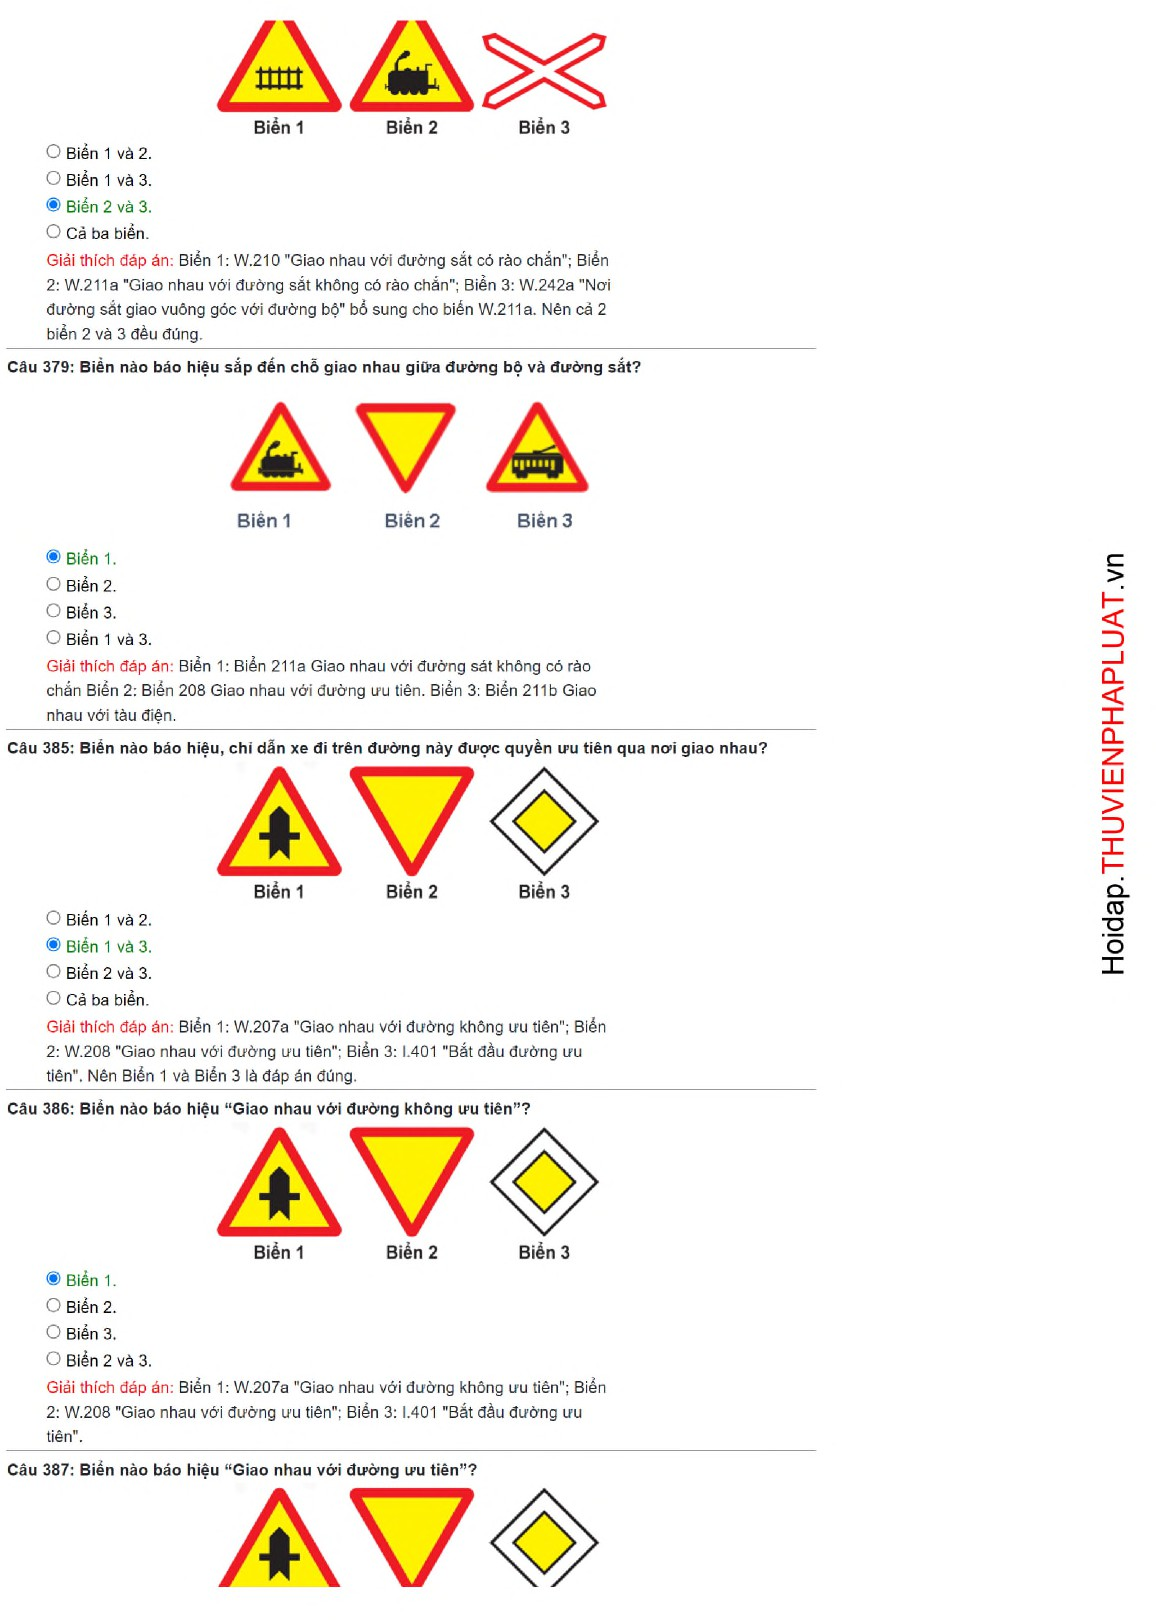 Biển 1 Biển 2 Biển 3
Biển 1 và 2.
Biển 1 và 3.
Biển 2 và 3.
Cả ba biển.
Giải thích đáp án: Biển 1: W.210 "Giao nhau với đường sắt có rào chắn"; Biển
2: W.211a "Giao nhau với đường sắt không có rào chắn"; Biển 3: W.242a "Nơi
đường sắt giao vuông góc với đường bộ" bổ sung cho biển W.211a. Nên cả 2
biển 2 và 3 đều đúng.
Câu 379: Biển nào báo hiệu sắp đến chỗ giao nhau giữa đường bộ và đường sắt?
Biển 1 Biển 2 Biển 3
Biển 1.
Biển 2.
Biển 3.
Biển 1 và 3.
Giải thích đáp án: Biển 1: Biển 211a Giao nhau với đường sát không có rào
chắn Biển 2: Biển 208 Giao nhau với đường ưu tiên. Biển 3: Biển 211b Giao
nhau với tàu điện.
Câu 385: Biển nào báo hiệu, chỉ dẫn xe đi trên đường này được quyền ưu tiên qua nơi giao nhau?
Biển 1 Biển 2 Biển 3
Biển 1 và 2.
Biển 1 và 3.
Biển 2 và 3.
Cả ba biển.
Giải thích đáp án: Biển 1: W.207a "Giao nhau với đường không ưu tiên"; Biển
2: W.208 "Giao nhau với đường ưu tiên"; Biển 3: I.401 "Bắt đầu đường ưu
tiên". Nên Biển 1 và Biển 3 là đáp án đúng.
Câu 386: Biển nào báo hiệu “Giao nhau với đường không ưu tiên”?
Biển 1 Biển 2 Biển 3
Biển 1.
Biển 2.
Biển 3.
Biển 2 và 3.
Giải thích đáp án: Biển 1: W.207a "Giao nhau với đường không ưu tiên"; Biển
2: W.208 "Giao nhau với đường ưu tiên"; Biển 3: I.401 "Bắt đầu đường ưu
tiên".
Câu 387: Biển nào báo hiệu “Giao nhau với đường ưu tiên”?
Hoidap.THUVIENPHAPLUAT.vn